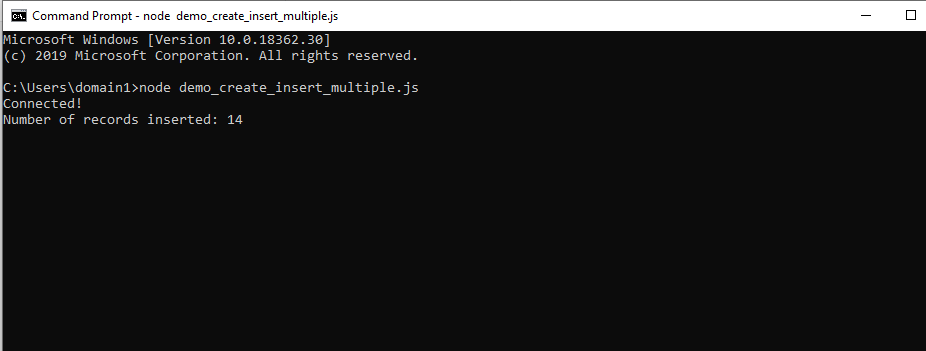 Command Prompt - node  demo_create_insert_multiple.js
Microsoft Windows [Version 10.0.18362.30]
(c) 2019 Microsoft Corporation. All rights reserved.
C:\Users\domain1>node demo_create_insert_multiple.js
Connected!
Number of records inserted: 14